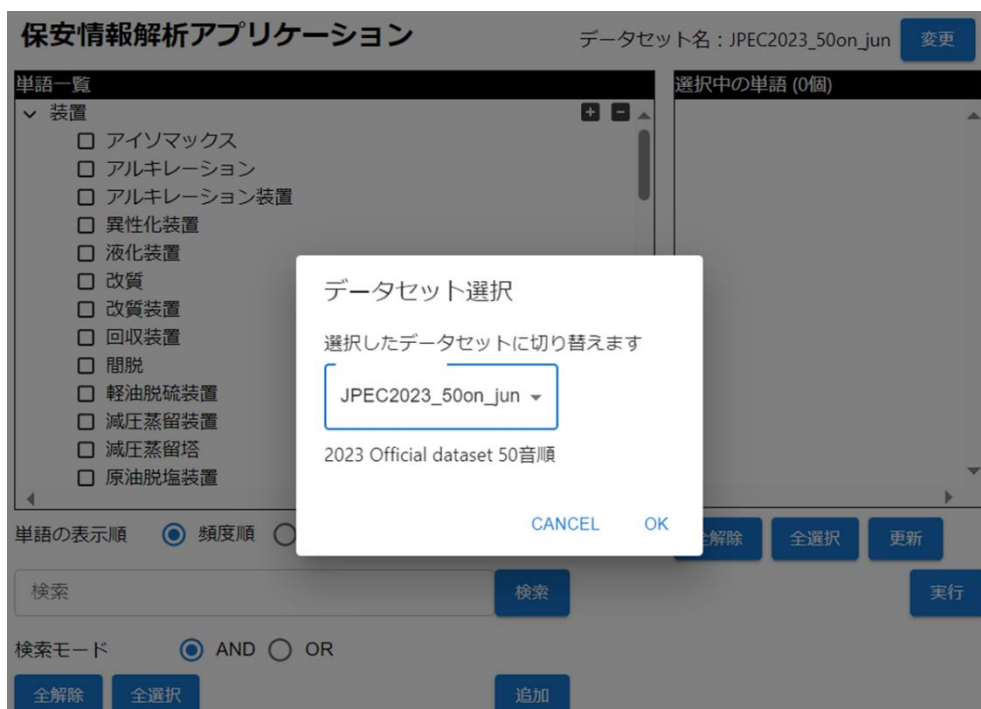 保安情報解析アプリケーション
データセット名：JPEC2023_50on_jun 変更
単語一覧
選択中の単語 (0個)
装置
アイソマックス
アルキレーション
アルキレーション装置
異性化装置
液化装置
改質
改質装置
回収装置
間脱
軽油脱硫装置
減圧蒸留装置
減圧蒸留塔
原油脱塩装置
データセット選択
選択したデータセットに切り替えます
JPEC2023_50on_jun
2023 Official dataset 50音順
CANCEL OK
単語の表示順 頻度順
全解除 全選択 更新
検索 検索
実行
検索モード AND OR
全解除 全選択 追加